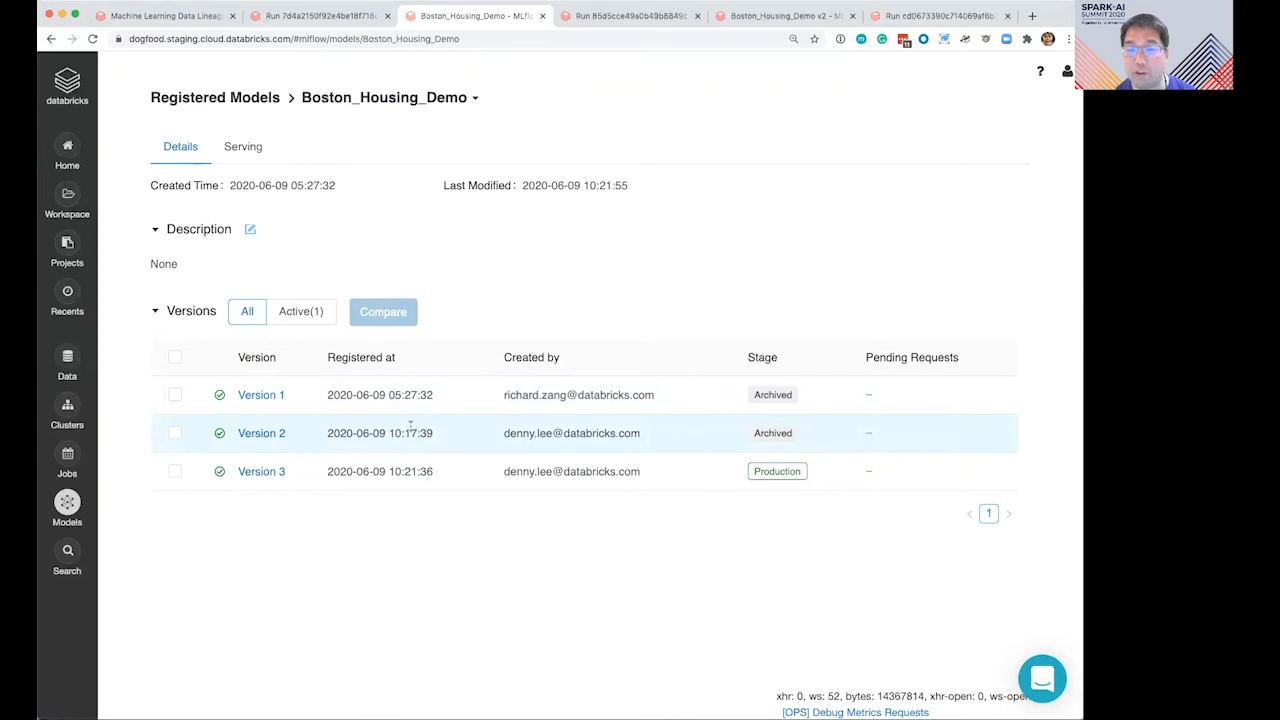 Machine Learning Data Lineag
Run 7d4a2150f92e4be18f718
Boston_Housing_Demo - MLfl
Run 85d5cce49a0b49b8849b
Boston_Housing_Demo v2 - M
Run cd0673390c714069af6b
SPARK+AI
SUMMIT 2020
dogfood.staging.cloud.databricks.com/#mlflow/models/Boston_Housing_Demo
11
databricks
Home
Workspace
Projects
Recents
Data
Clusters
Jobs
Models
Search
?
Registered Models > Boston_Housing_Demo
Details Serving
Created Time : 2020-06-09 05:27:32 Last Modified : 2020-06-09 10:21:55
Description
None
Versions All Active(1) Compare
Version Registered at Created by Stage Pending Requests
Version 1 2020-06-09 05:27:32 richard.zang@databricks.com Archived –
Version 2 2020-06-09 10:17:39 denny.lee@databricks.com Archived –
Version 3 2020-06-09 10:21:36 denny.lee@databricks.com Production –
< 1 >
xhr: 0, ws: 52, bytes: 14367814, xhr-open: 0, ws-ope
[OPS] Debug Metrics Requests